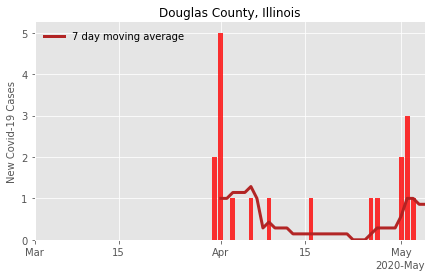 Douglas County, Illinois
7 day moving average
New Covid-19 Cases
5
4
3
2
1
0
Mar 15 Apr 15 May
2020-May